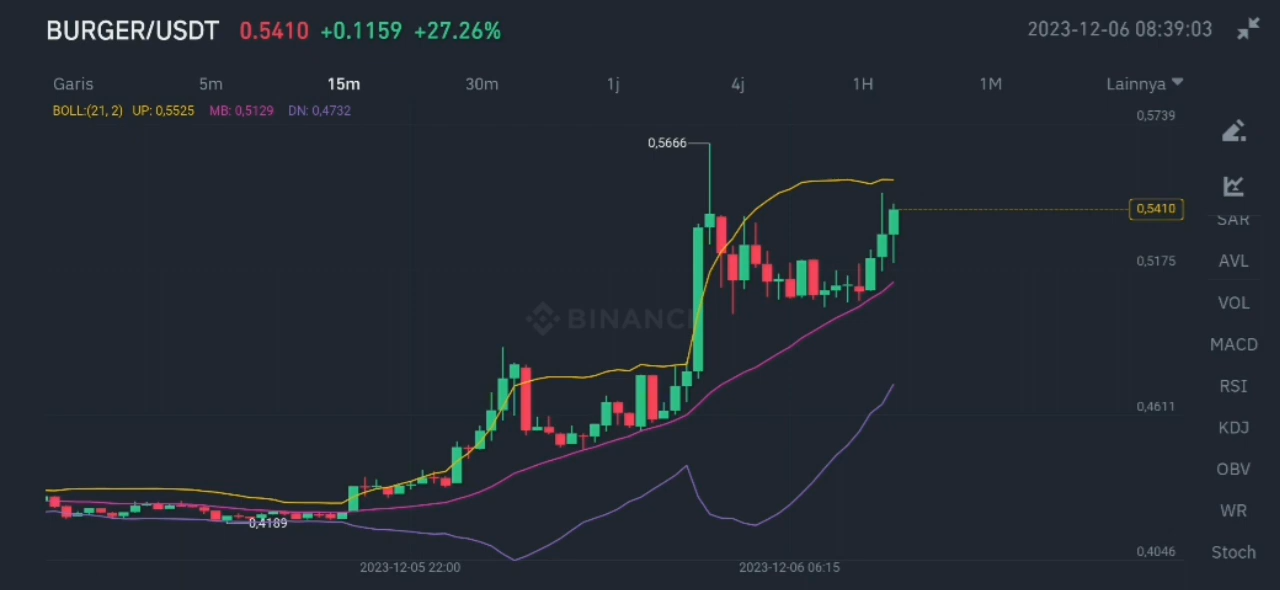 BURGER/USDT 0.5410 +0.1159 +27.26% 2023-12-06 08:39:03
Garis 5m 15m 30m 1j 4j 1H 1M Lainnya
BOLL:(21, 2) UP: 0,5525 MB: 0,5129 DN: 0,4732
0,5739
0,5666
0,5410
0,5175
0,4611
0,4189
0,4046
2023-12-05 22:00 2023-12-06 06:15
SAR
AVL
VOL
MACD
RSI
KDJ
OBV
WR
Stoch